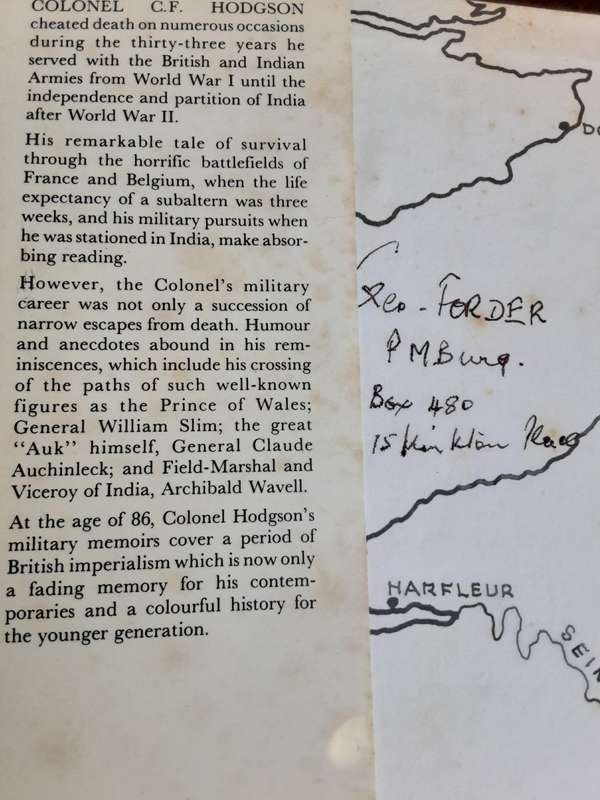 COLONEL C.F. HODGSON
cheated death on numerous occasions
during the thirty-three years he
served with the British and Indian
Armies from World War I until the
independence and partition of India
after World War II.
His remarkable tale of survival
through the horrific battlefields of
France and Belgium, when the life
expectancy of a subaltern was three
weeks, and his military pursuits when
he was stationed in India, make absor-
bing reading.
However, the Colonel's military
career was not only a succession of
narrow escapes from death. Humour
and anecdotes abound in his rem-
iniscences, which include his crossing
of the paths of such well-known
figures as the Prince of Wales;
General William Slim; the great
"Auk" himself, General Claude
Auchinleck; and Field-Marshal and
Viceroy of India, Archibald Wavell.
At the age of 86, Colonel Hodgson's
military memoirs cover a period of
British imperialism which is now only
a fading memory for his contem-
poraries and a colourful history for
the younger generation.
FORDER
PMBurg.
Box 480
15 Place
HARFLEUR
SEIN